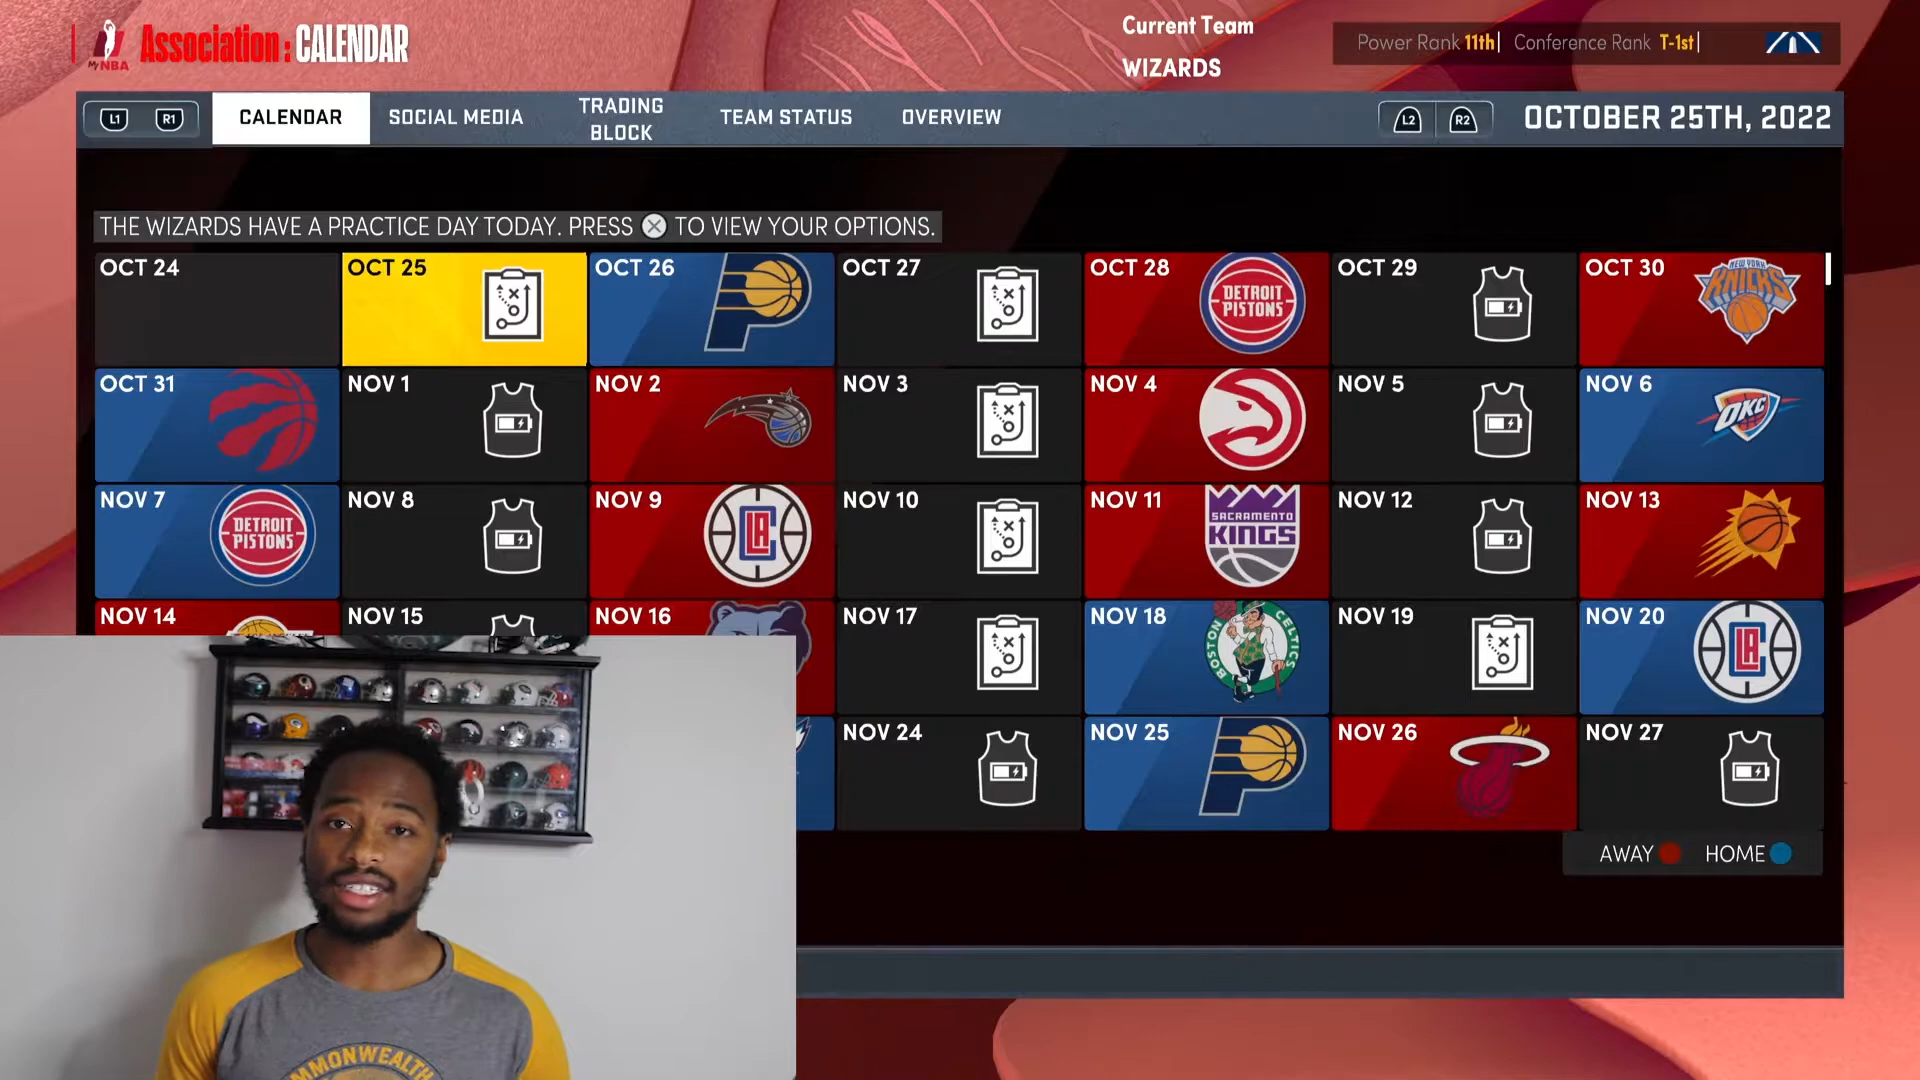 MyNBA
Association : CALENDAR
Current Team
WIZARDS
Power Rank 11th| Conference Rank T-1st|
L1 R1
CALENDAR
SOCIAL MEDIA
TRADING
BLOCK
TEAM STATUS
OVERVIEW
L2 R2
OCTOBER 25TH, 2022
THE WIZARDS HAVE A PRACTICE DAY TODAY. PRESS X TO VIEW YOUR OPTIONS.
OCT 24
OCT 25
OCT 26
OCT 27
OCT 28
DETROIT
PISTONS
OCT 29
OCT 30
NEW YORK
KNICKS
OCT 31
NOV 1
NOV 2
NOV 3
NOV 4
NOV 5
NOV 6
OKC
NOV 7
DETROIT
PISTONS
NOV 8
NOV 9
LA
NOV 10
NOV 11
SACRAMENTO
KINGS
NOV 12
NOV 13
NOV 14
NOV 15
NOV 16
NOV 17
NOV 18
BOSTON CELTICS
NOV 19
NOV 20
LA
NOV 24
NOV 25
NOV 26
NOV 27
AWAY
HOME
MMONWEALTH